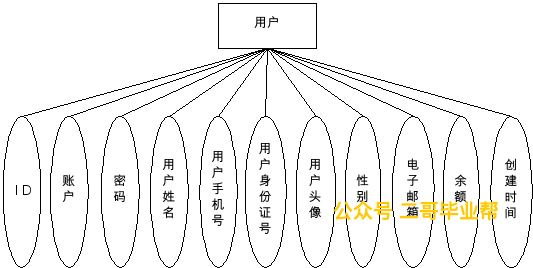 用户
ID
账户
密码
用户姓名
用户手机号
用户身份证号
用户头像
性别
电子邮箱
余额
创建时间
公众号 二哥毕业帮